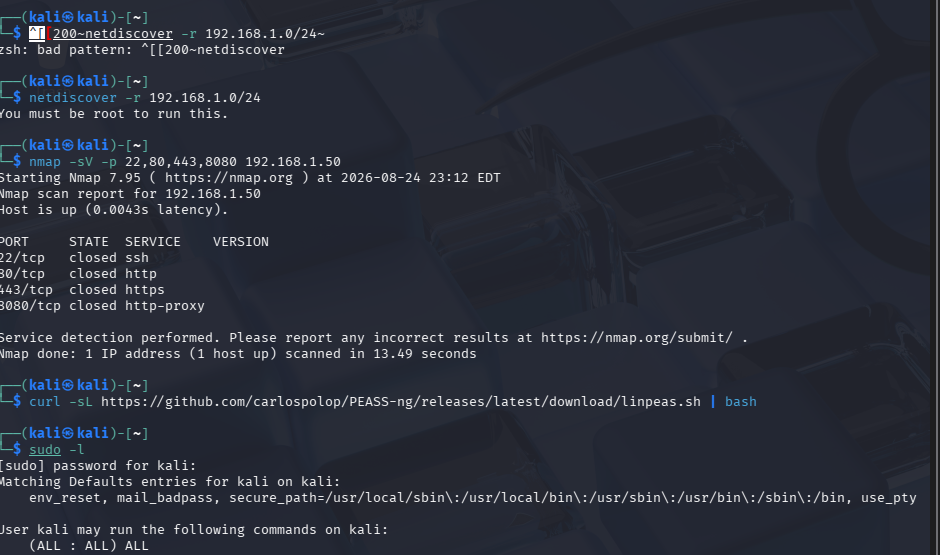 ┌──(kali㉿kali)-[~]
└─$ ^[[200~netdiscover -r 192.168.1.0/24~
zsh: bad pattern: ^[[200~netdiscover
┌──(kali㉿kali)-[~]
└─$ netdiscover -r 192.168.1.0/24
You must be root to run this.
┌──(kali㉿kali)-[~]
└─$ nmap -sV -p 22,80,443,8080 192.168.1.50
Starting Nmap 7.95 ( https://nmap.org ) at 2026-08-24 23:12 EDT
Nmap scan report for 192.168.1.50
Host is up (0.0043s latency).
PORT     STATE  SERVICE    VERSION
22/tcp   closed ssh
80/tcp   closed http
443/tcp  closed https
8080/tcp closed http-proxy
Service detection performed. Please report any incorrect results at https://nmap.org/submit/ .
Nmap done: 1 IP address (1 host up) scanned in 13.49 seconds
┌──(kali㉿kali)-[~]
└─$ curl -sL https://github.com/carlospolop/PEASS-ng/releases/latest/download/linpeas.sh | bash
┌──(kali㉿kali)-[~]
└─$ sudo -l
[sudo] password for kali:
Matching Defaults entries for kali on kali:
    env_reset, mail_badpass, secure_path=/usr/local/sbin\:/usr/local/bin\:/usr/sbin\:/usr/bin\:/sbin\:/bin, use_pty
User kali may run the following commands on kali:
    (ALL : ALL) ALL